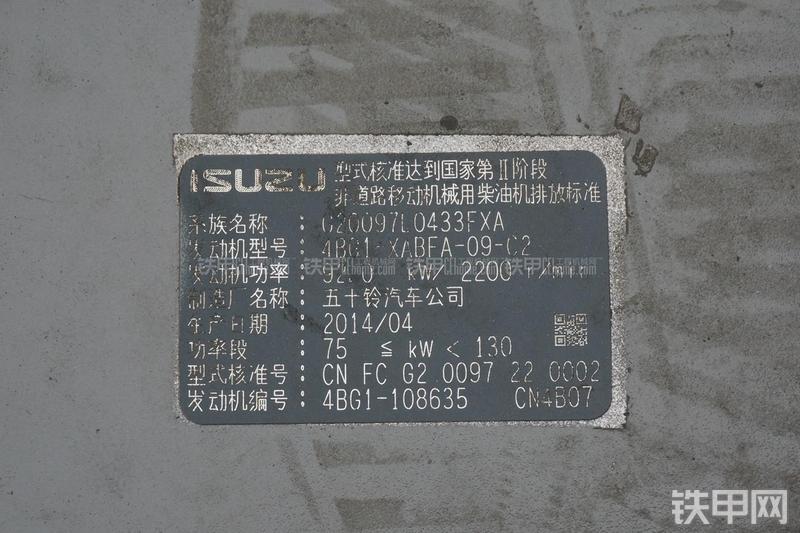 ISUZU
型式核准达到国家第Ⅱ阶段
非道路移动机械用柴油机排放标准
系族名称 : G20097L0433FXA
发动机型号 : 4BG1-XABFA-09-C2
发动机功率 : kW/ 2200 r/min
制造厂名称 : 五十铃汽车公司
生产日期 : 2014/04
功率段 : 75 ≦ kW < 130
型式核准号 : CN FC G2 0097 22 0002
发动机编号 : 4BG1-108635 CN4B07
铁甲网